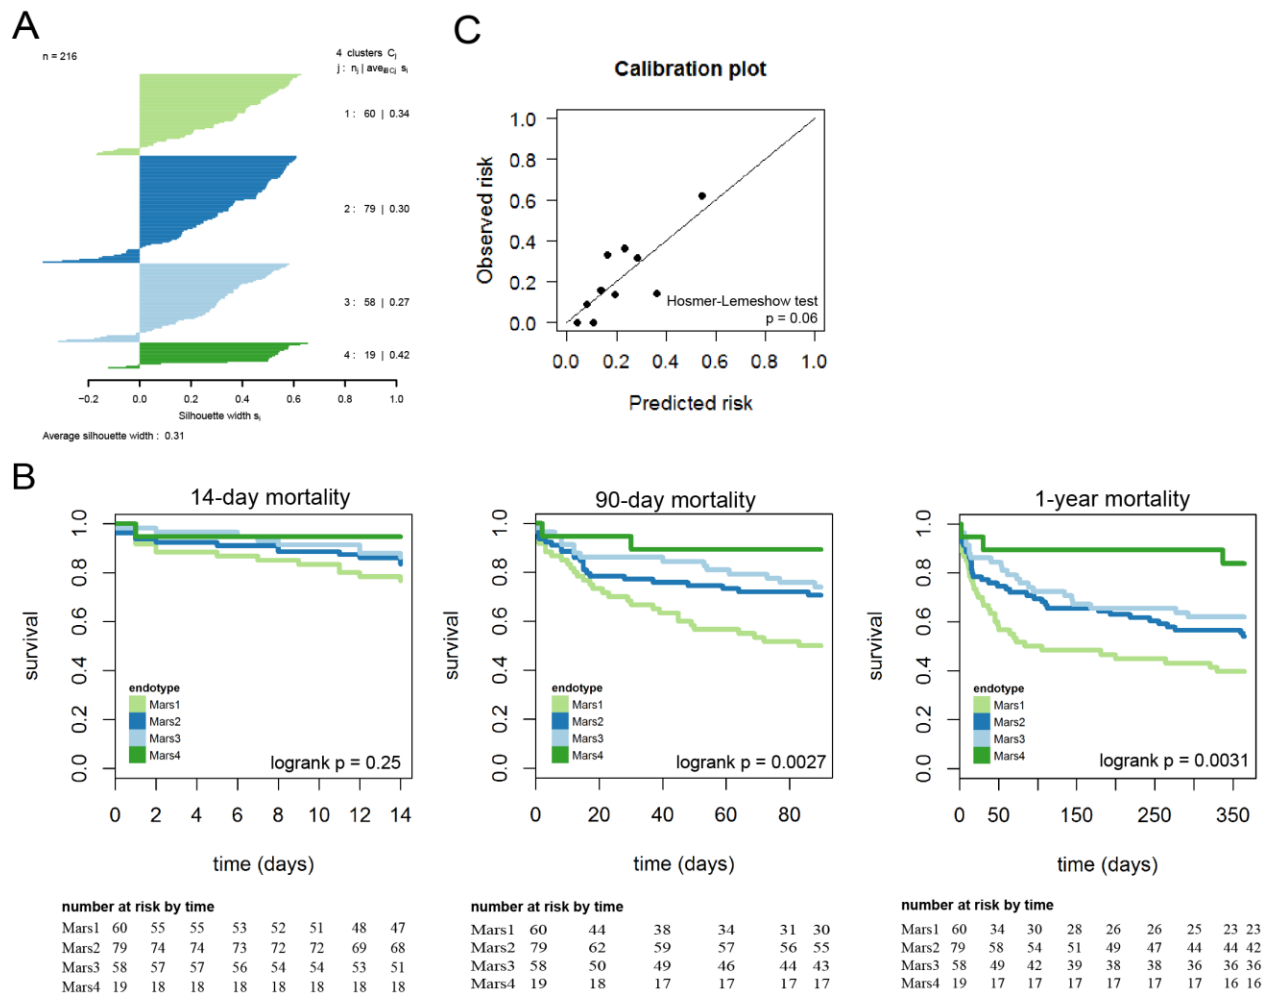 A
n = 216
4 clusters Cj
j : nj | avei∈Cj si
1 : 60 | 0.34
2 : 79 | 0.30
3 : 58 | 0.27
4 : 19 | 0.42
−0.2 0.0 0.2 0.4 0.6 0.8 1.0
Silhouette width si
Average silhouette width : 0.31
C
Calibration plot
Observed risk
1.0
0.8
0.6
0.4
0.2
0.0
Hosmer-Lemeshow test
p = 0.06
0.0 0.2 0.4 0.6 0.8 1.0
Predicted risk
B
14-day mortality
survival
1.0
0.8
0.6
0.4
0.2
0.0
endotype
Mars1
Mars2
Mars3
Mars4
logrank p = 0.25
0 2 4 6 8 10 12 14
time (days)
number at risk by time
Mars1 60 55 55 53 52 51 48 47
Mars2 79 74 74 73 72 72 69 68
Mars3 58 57 57 56 54 54 53 51
Mars4 19 18 18 18 18 18 18 18
90-day mortality
survival
1.0
0.8
0.6
0.4
0.2
0.0
endotype
Mars1
Mars2
Mars3
Mars4
logrank p = 0.0027
0 20 40 60 80
time (days)
number at risk by time
Mars1 60 44 38 34 31 30
Mars2 79 62 59 57 56 55
Mars3 58 50 49 46 44 43
Mars4 19 18 17 17 17 17
1-year mortality
survival
1.0
0.8
0.6
0.4
0.2
0.0
endotype
Mars1
Mars2
Mars3
Mars4
logrank p = 0.0031
0 50 150 250 350
time (days)
number at risk by time
Mars1 60 34 30 28 26 26 25 23 23
Mars2 79 58 54 51 49 47 44 44 42
Mars3 58 49 42 39 38 38 36 36 36
Mars4 19 17 17 17 17 17 17 16 16